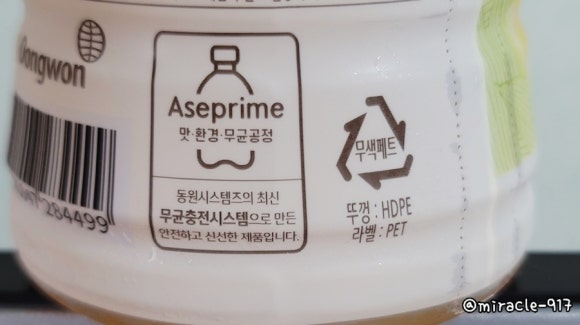 Dongwon
284499
Aseprime
맛·환경·무균공정
동원시스템즈의 최신
무균충전시스템으로 만든
안전하고 신선한 제품입니다.
무색페트
뚜껑 : HDPE
라벨 : PET
@miracle-917